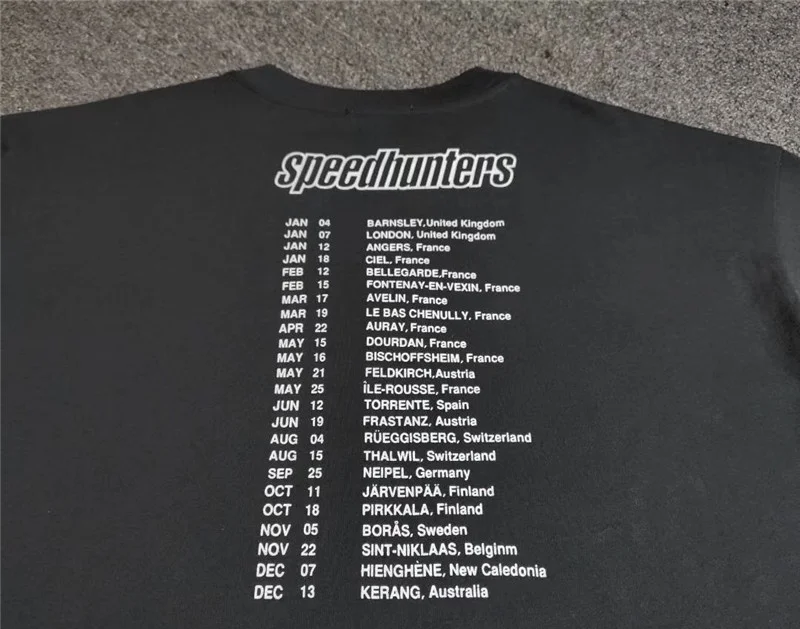 speedhunters
JAN 04 BARNSLEY,United Kingdom
JAN 07 LONDON, United Kingdom
JAN 12 ANGERS, France
JAN 18 CIEL, France
FEB 12 BELLEGARDE,France
FEB 15 FONTENAY-EN-VEXIN, France
MAR 17 AVELIN, France
MAR 19 LE BAS CHENULLY, France
APR 22 AURAY, France
MAY 15 DOURDAN, France
MAY 16 BISCHOFFSHEIM, France
MAY 21 FELDKIRCH,Austria
MAY 25 ÎLE-ROUSSE, France
JUN 12 TORRENTE, Spain
JUN 19 FRASTANZ, Austria
AUG 04 RÜEGGISBERG, Switzerland
AUG 15 THALWIL, Switzerland
SEP 25 NEIPEL, Germany
OCT 11 JÄRVENPÄÄ, Finland
OCT 18 PIRKKALA, Finland
NOV 05 BORÅS, Sweden
NOV 22 SINT-NIKLAAS, Belginm
DEC 07 HIENGHÈNE, New Caledonia
DEC 13 KERANG, Australia